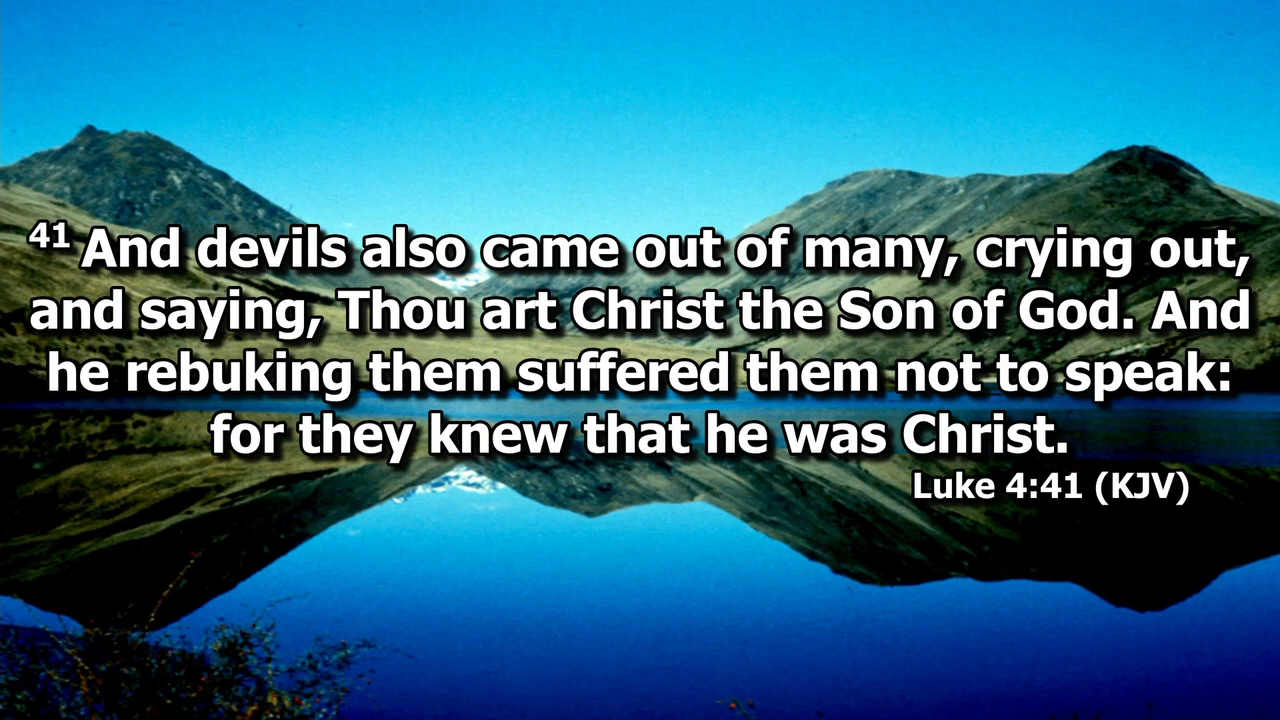 41 And devils also came out of many, crying out,
and saying, Thou art Christ the Son of God. And
he rebuking them suffered them not to speak:
for they knew that he was Christ.
Luke 4:41 (KJV)